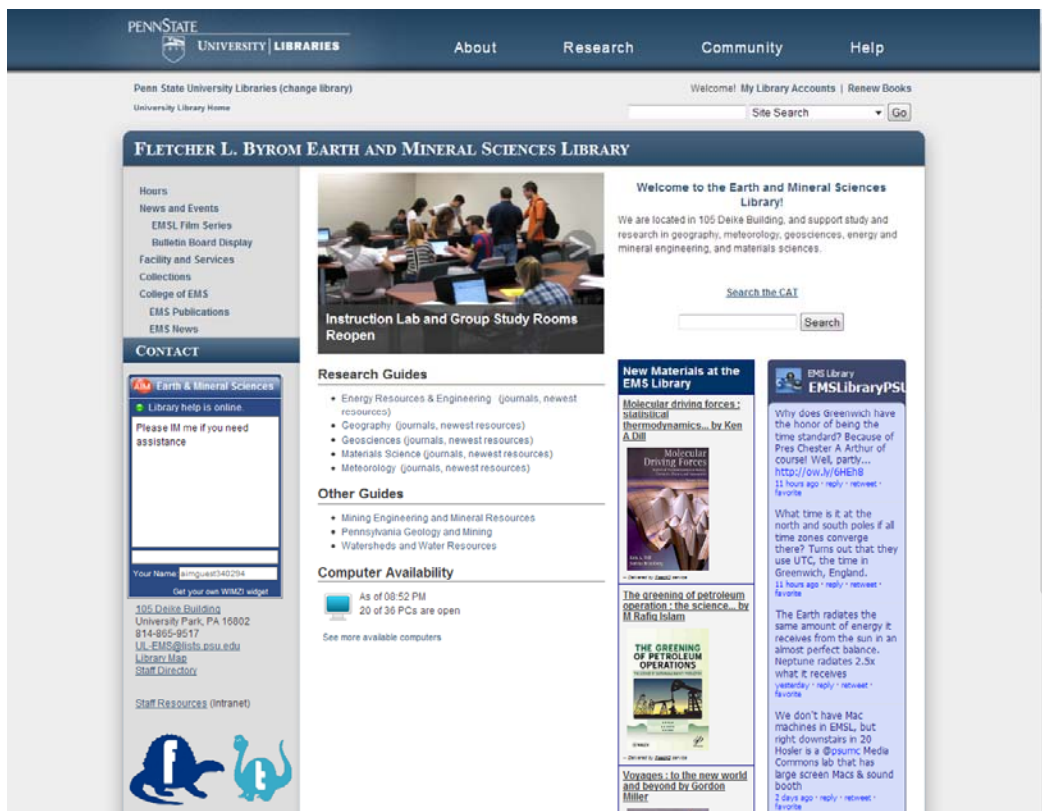 PENNSTATE
UNIVERSITY LIBRARIES
About
Research
Community
Help
Penn State University Libraries (change library)
Welcome! My Library Accounts | Renew Books
University Library Home
Site Search
Go
FLETCHER L. BYROM EARTH AND MINERAL SCIENCES LIBRARY
Hours
News and Events
EMSL Film Series
Bulletin Board Display
Facility and Services
Collections
College of EMS
EMS Publications
EMS News
CONTACT
AIM Earth & Mineral Sciences
Library help is online.
Please IM me if you need
assistance
Your Name: aimguest340294
Get your own WIMZI widget
105 Deike Building
University Park, PA 16802
814-865-9517
UL-EMS@lists.psu.edu
Library Map
Staff Directory
Staff Resources (Intranet)
f
t
Instruction Lab and Group Study Rooms
Reopen
Research Guides
Energy Resources & Engineering (journals, newest
resources)
Geography (journals, newest resources)
Geosciences (journals, newest resources)
Materials Science (journals, newest resources)
Meteorology (journals, newest resources)
Other Guides
Mining Engineering and Mineral Resources
Pennsylvania Geology and Mining
Watersheds and Water Resources
Computer Availability
As of 08:52 PM
20 of 36 PCs are open
See more available computers
Welcome to the Earth and Mineral Sciences
Library!
We are located in 105 Deike Building, and support study and
research in geography, meteorology, geosciences, energy and
mineral engineering, and materials sciences.
Search the CAT
Search
New Materials at the
EMS Library
Molecular driving forces :
statistical
thermodynamics... by Ken
A Dill
Molecular
Driving Forces
The greening of petroleum
operation : the science... by
M Rafiq Islam
THE GREENING
OF PETROLEUM
OPERATIONS
Voyages : to the new world
and beyond by Gordon
Miller
EMS Library
EMSLibraryPSU
Why does Greenwich have
the honor of being the
time standard? Because of
Pres Chester A Arthur of
course! Well, partly...
http://ow.ly/6HEh8
11 hours ago · reply · retweet ·
favorite
What time is it at the
north and south poles if all
time zones converge
there? Turns out that they
use UTC, the time in
Greenwich, England.
11 hours ago · reply · retweet ·
favorite
The Earth radiates the
same amount of energy it
receives from the sun in an
almost perfect balance.
Neptune radiates 2.5x
what it receives
yesterday · reply · retweet ·
favorite
We don't have Mac
machines in EMSL, but
right downstairs in 20
Hosler is a @psumc Media
Commons lab that has
large screen Macs & sound
booth
2 days ago · reply · retweet ·
favorite